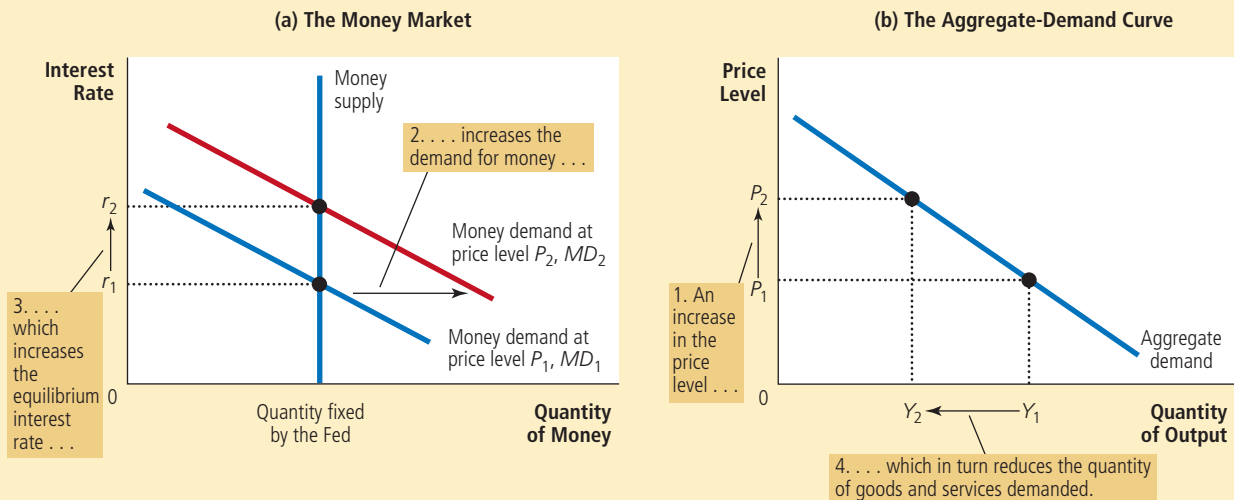 (a) The Money Market
Interest
Rate
Money
supply
2. . . . increases the
demand for money . . .
r2
Money demand at
price level P2, MD2
r1
3. . . .
which
increases
the
equilibrium
interest
rate . . .
Money demand at
price level P1, MD1
0
Quantity fixed
by the Fed
Quantity
of Money
(b) The Aggregate-Demand Curve
Price
Level
P2
P1
1. An
increase
in the
price
level . . .
Aggregate
demand
0
Y2
Y1
Quantity
of Output
4. . . . which in turn reduces the quantity
of goods and services demanded.